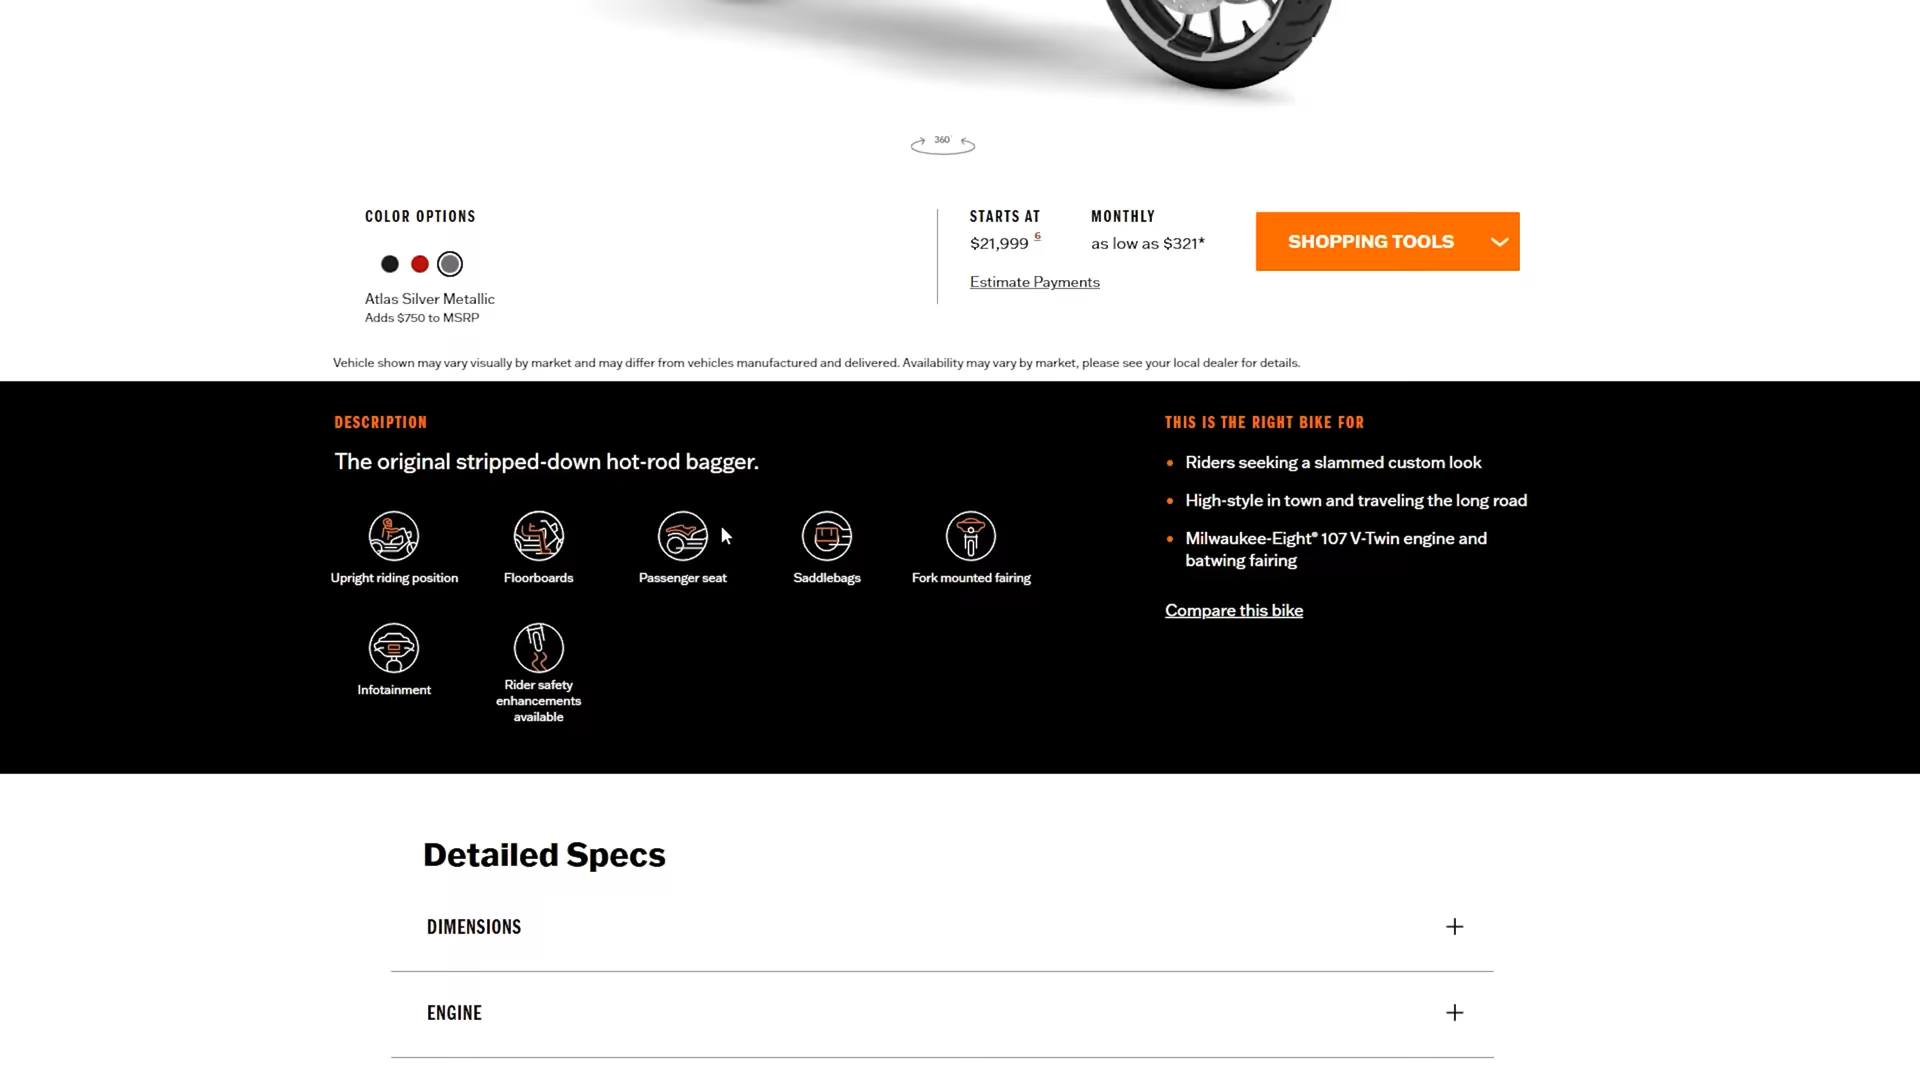 360°
COLOR OPTIONS
Atlas Silver Metallic
Adds $750 to MSRP
STARTS AT
$21,999 6
Estimate Payments
MONTHLY
as low as $321*
SHOPPING TOOLS
Vehicle shown may vary visually by market and may differ from vehicles manufactured and delivered. Availability may vary by market, please see your local dealer for details.
DESCRIPTION
The original stripped-down hot-rod bagger.
Upright riding position
Floorboards
Passenger seat
Saddlebags
Fork mounted fairing
Infotainment
Rider safety
enhancements
available
THIS IS THE RIGHT BIKE FOR
Riders seeking a slammed custom look
High-style in town and traveling the long road
Milwaukee-Eight® 107 V-Twin engine and
batwing fairing
Compare this bike
Detailed Specs
DIMENSIONS
ENGINE